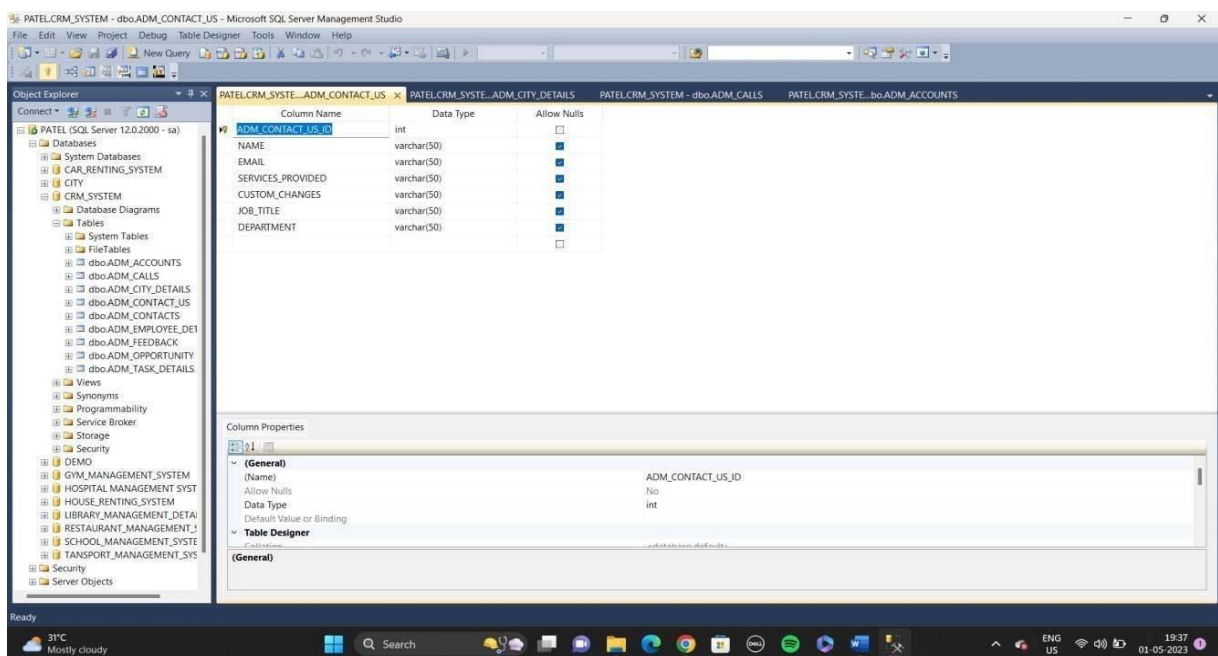 PATEL.CRM_SYSTEM - dbo.ADM_CONTACT_US - Microsoft SQL Server Management Studio
File Edit View Project Debug Table Designer Tools Window Help
New Query
Object Explorer
PATEL.CRM_SYSTE....ADM_CONTACT_US
PATEL.CRM_SYSTE...ADM_CITY_DETAILS
PATEL.CRM_SYSTEM - dbo.ADM_CALLS
PATEL.CRM_SYSTE...bo.ADM_ACCOUNTS
Connect
PATEL (SQL Server 12.0.2000 - sa)
Databases
System Databases
CAR_RENTING_SYSTEM
CITY
CRM_SYSTEM
Database Diagrams
Tables
System Tables
FileTables
dbo.ADM_ACCOUNTS
dbo.ADM_CALLS
dbo.ADM_CITY_DETAILS
dbo.ADM_CONTACT_US
dbo.ADM_CONTACTS
dbo.ADM_EMPLOYEE_DET
dbo.ADM_FEEDBACK
dbo.ADM_OPPORTUNITY
dbo.ADM_TASK_DETAILS
Views
Synonyms
Programmability
Service Broker
Storage
Security
DEMO
GYM_MANAGEMENT_SYSTEM
HOSPITAL MANAGEMENT SYST
HOUSE_RENTING_SYSTEM
LIBRARY_MANAGEMENT_DETAI
RESTAURANT_MANAGEMENT_S
SCHOOL_MANAGEMENT_SYSTE
TANSPORT_MANAGEMENT_SYS
Security
Server Objects
Column Name Data Type Allow Nulls
ADM_CONTACT_US_ID int
NAME varchar(50)
EMAIL varchar(50)
SERVICES_PROVIDED varchar(50)
CUSTOM_CHANGES varchar(50)
JOB_TITLE varchar(50)
DEPARTMENT varchar(50)
Column Properties
(General)
(Name) ADM_CONTACT_US_ID
Allow Nulls No
Data Type int
Default Value or Binding
Table Designer
Collation <database default>
(General)
Ready
31°C
Mostly cloudy
Search
DELL
ENG
US
19:37
01-05-2023
1